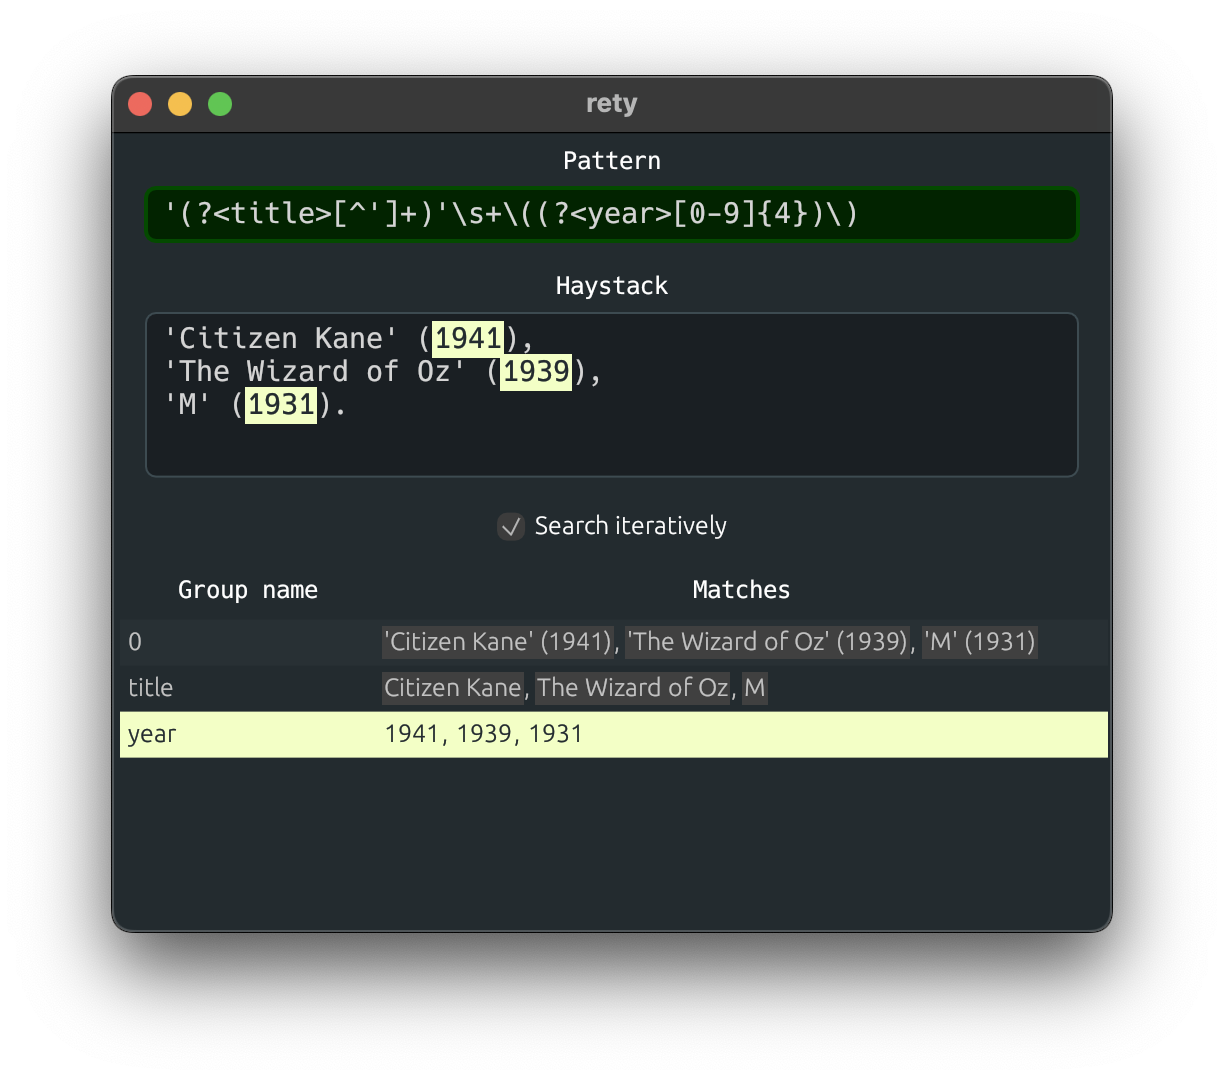 rety
Pattern
'(?<title>[^']+)'\s+\((?<year>[0-9]{4})\)
Haystack
'Citizen Kane' (1941),
'The Wizard of Oz' (1939),
'M' (1931).
Search iteratively
Group name Matches
0 'Citizen Kane' (1941), 'The Wizard of Oz' (1939), 'M' (1931)
title Citizen Kane, The Wizard of Oz, M
year 1941, 1939, 1931